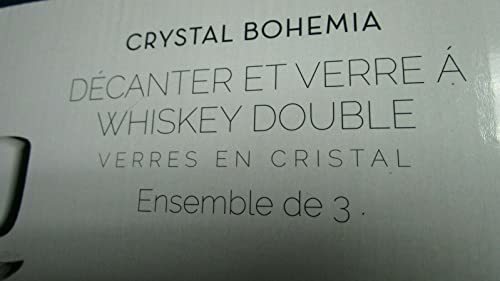 CRYSTAL BOHEMIA
DÉCANTER ET VERRE Á
WHISKEY DOUBLE
VERRES EN CRISTAL
Ensemble de 3.